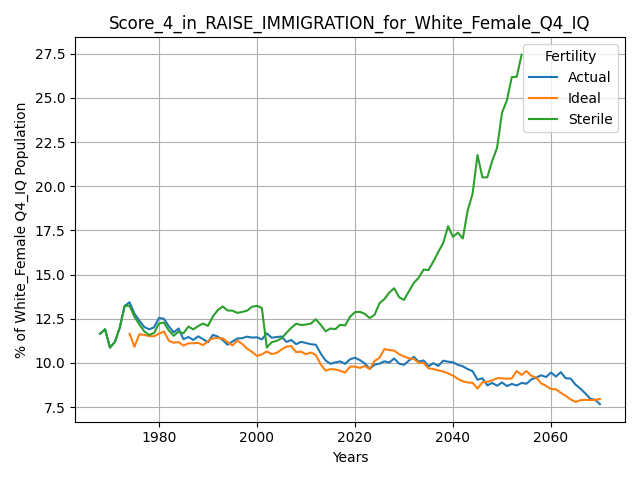 Score_4_in_RAISE_IMMIGRATION_for_White_Female_Q4_IQ
% of White_Female Q4_IQ Population
27.5
25.0
22.5
20.0
17.5
15.0
12.5
10.0
7.5
Fertility
Actual
Ideal
Sterile
1980
2000
2020
2040
2060
Years